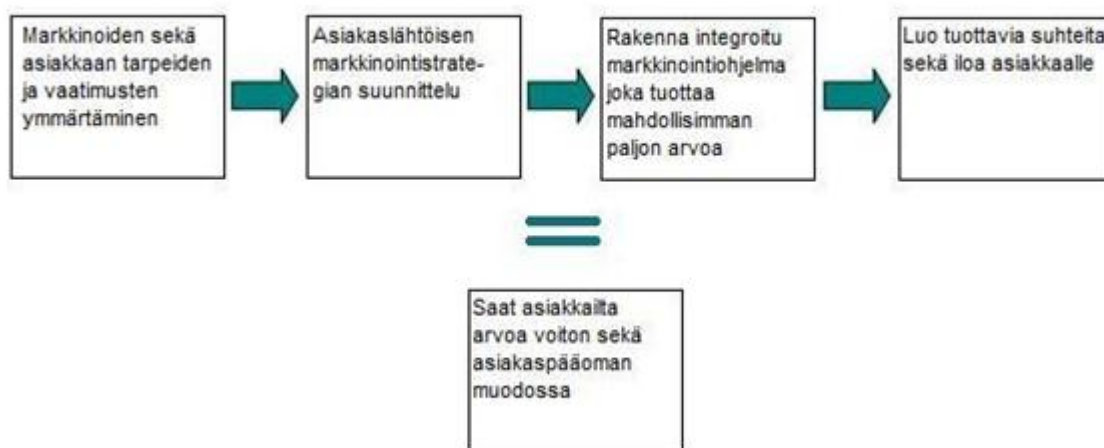 Markkinoiden sekä
asiakkaan tarpeiden
ja vaatimusten
ymmärtäminen
Asiakaslähtöisen
markkinointistrate-
gian suunnittelu
Rakenna integroitu
markkinointiohjelma
joka tuottaa
mahdollisimman
paljon arvoa
Luo tuottavia suhteita
sekä iloa asiakkaalle
Saat asiakkailta
arvoa voiton sekä
asiakaspääoman
muodossa